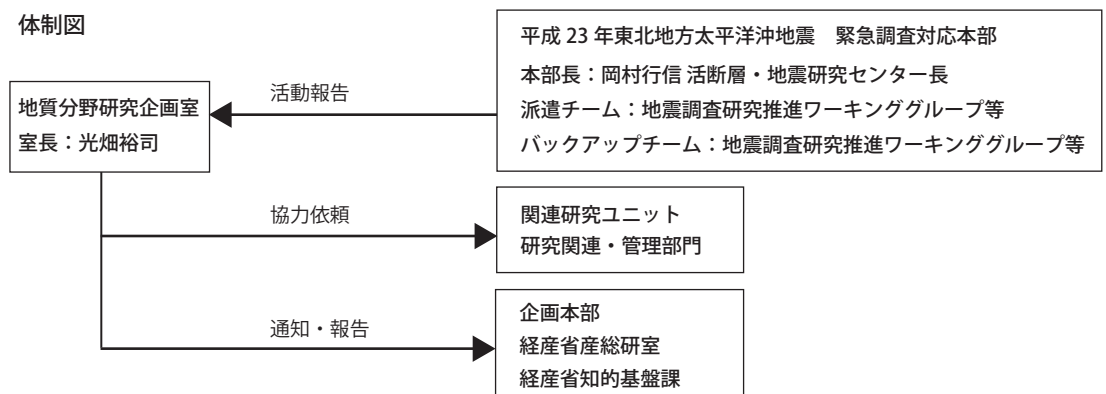 体制図
平成 23 年東北地方太平洋沖地震　緊急調査対応本部
本部長：岡村行信 活断層・地震研究センター長
派遣チーム：地震調査研究推進ワーキンググループ等
バックアップチーム：地震調査研究推進ワーキンググループ等
活動報告
地質分野研究企画室
室長：光畑裕司
協力依頼
関連研究ユニット
研究関連・管理部門
通知・報告
企画本部
経産省産総研室
経産省知的基盤課